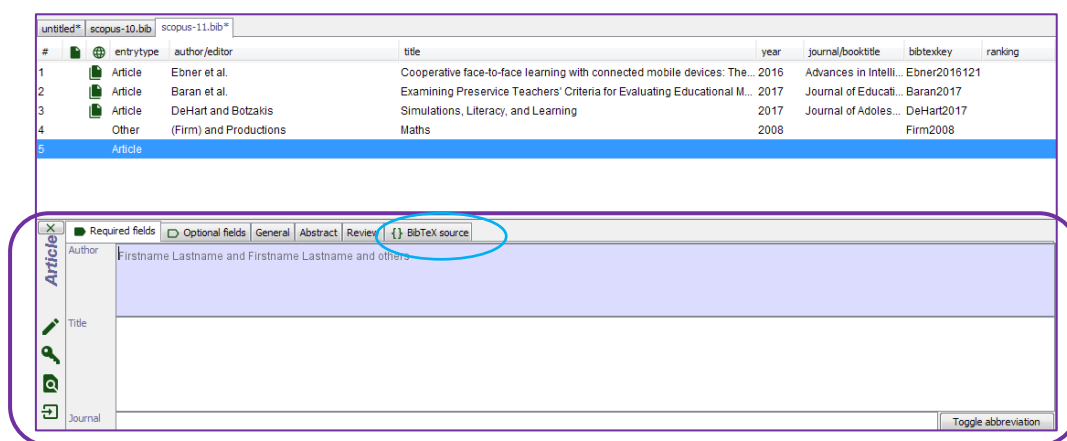 untitled* scopus-10.bib scopus-11.bib*
# entrytype author/editor title year journal/booktitle bibtexkey ranking
1 Article Ebner et al. Cooperative face-to-face learning with connected mobile devices: The... 2016 Advances in Intelli... Ebner2016121
2 Article Baran et al. Examining Preservice Teachers' Criteria for Evaluating Educational M... 2017 Journal of Educati... Baran2017
3 Article DeHart and Botzakis Simulations, Literacy, and Learning 2017 Journal of Adoles... DeHart2017
4 Other (Firm) and Productions Maths 2008 Firm2008
5 Article
Required fields Optional fields General Abstract Review {} BibTeX source
Article
Author Firstname Lastname and Firstname Lastname and others
Title
Journal Toggle abbreviation